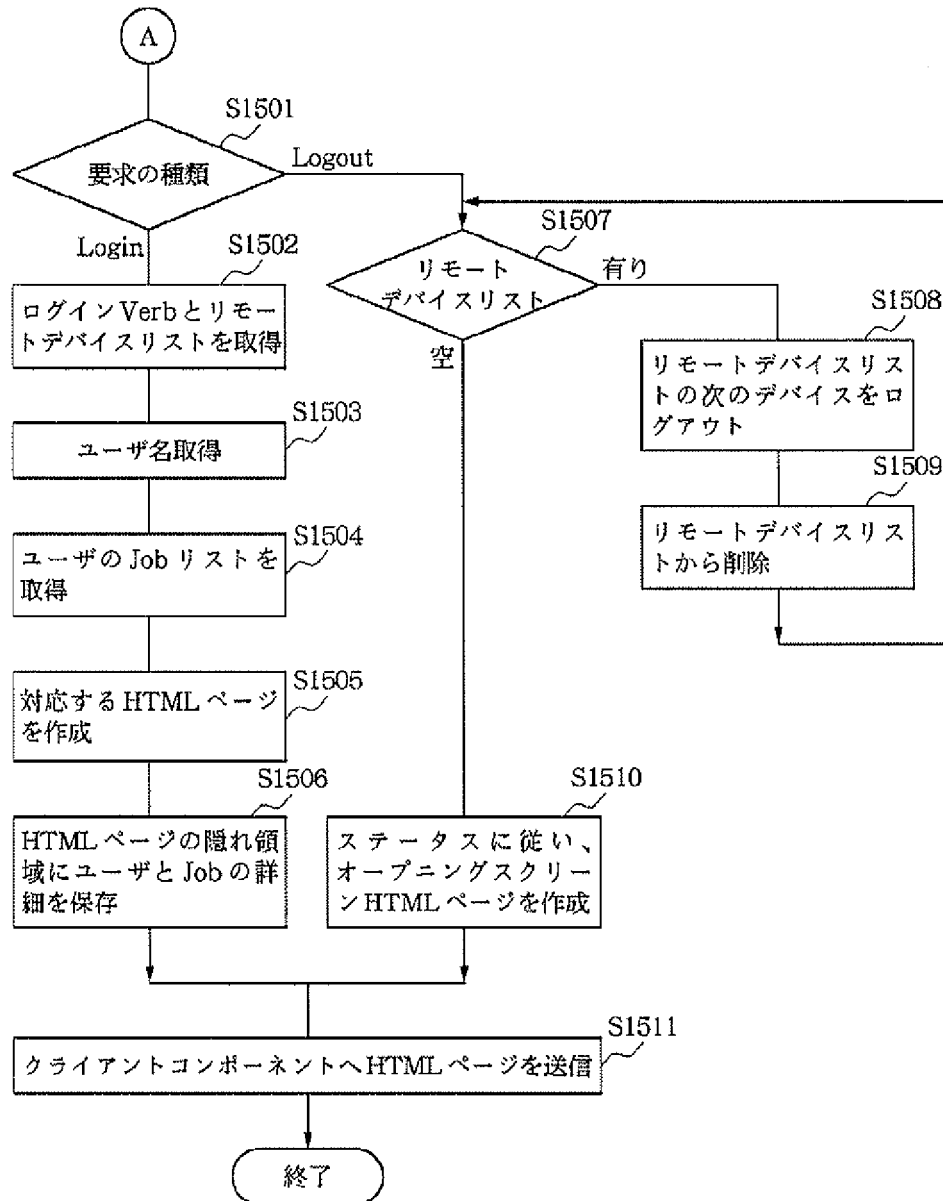 A
S1501
要求の種類
Logout
Login
S1502
ログインVerbとリモー
トデバイスリストを取得
S1503
ユーザ名取得
S1504
ユーザのJobリストを
取得
S1505
対応するHTMLページ
を作成
S1506
HTMLページの隠れ領
域にユーザとJobの詳
細を保存
S1507
リモート
デバイスリスト
有り
空
S1508
リモートデバイスリス
トの次のデバイスをロ
グアウト
S1509
リモートデバイスリス
トから削除
S1510
ステータスに従い、
オープニングスクリー
ンHTMLページを作成
S1511
クライアントコンポーネントへHTMLページを送信
終了